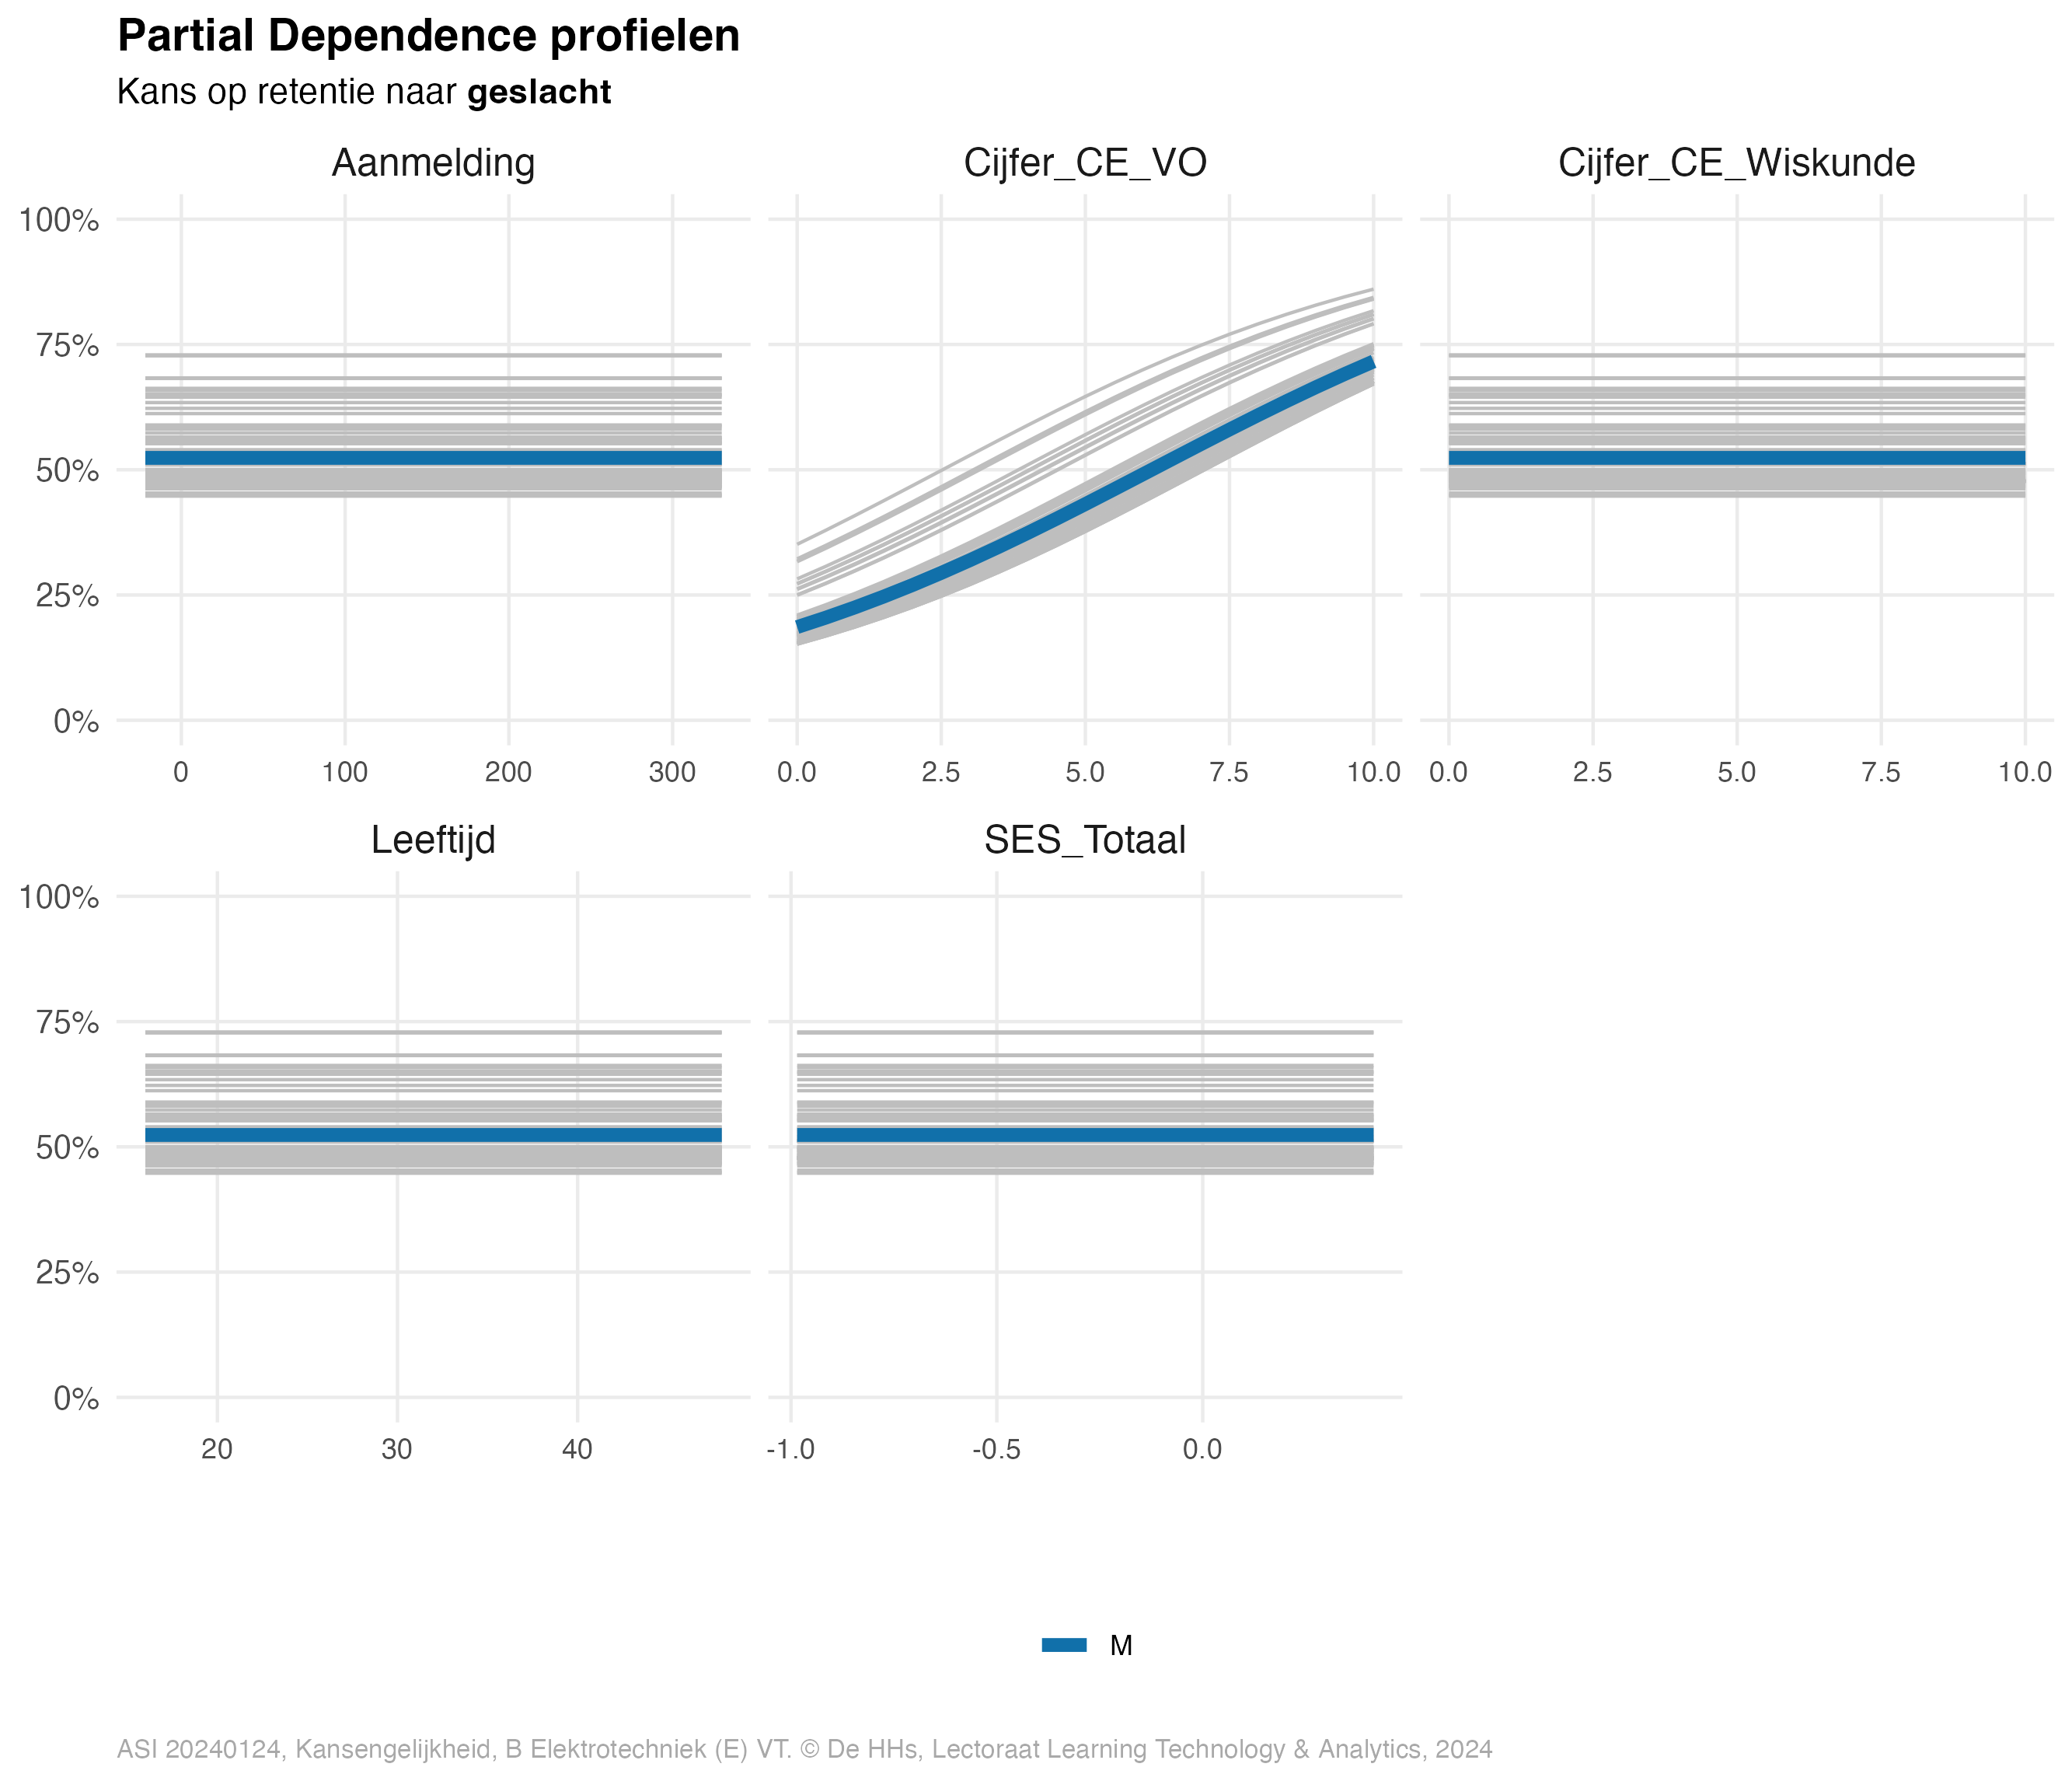 Partial Dependence profielen
Kans op retentie naar geslacht
Aanmelding
Cijfer_CE_VO
Cijfer_CE_Wiskunde
100%
75%
50%
25%
0%
0 100 200 300
0.0 2.5 5.0 7.5 10.0
0.0 2.5 5.0 7.5 10.0
Leeftijd
SES_Totaal
100%
75%
50%
25%
0%
20 30 40
-1.0 -0.5 0.0
M
ASI 20240124, Kansengelijkheid, B Elektrotechniek (E) VT. © De HHs, Lectoraat Learning Technology & Analytics, 2024